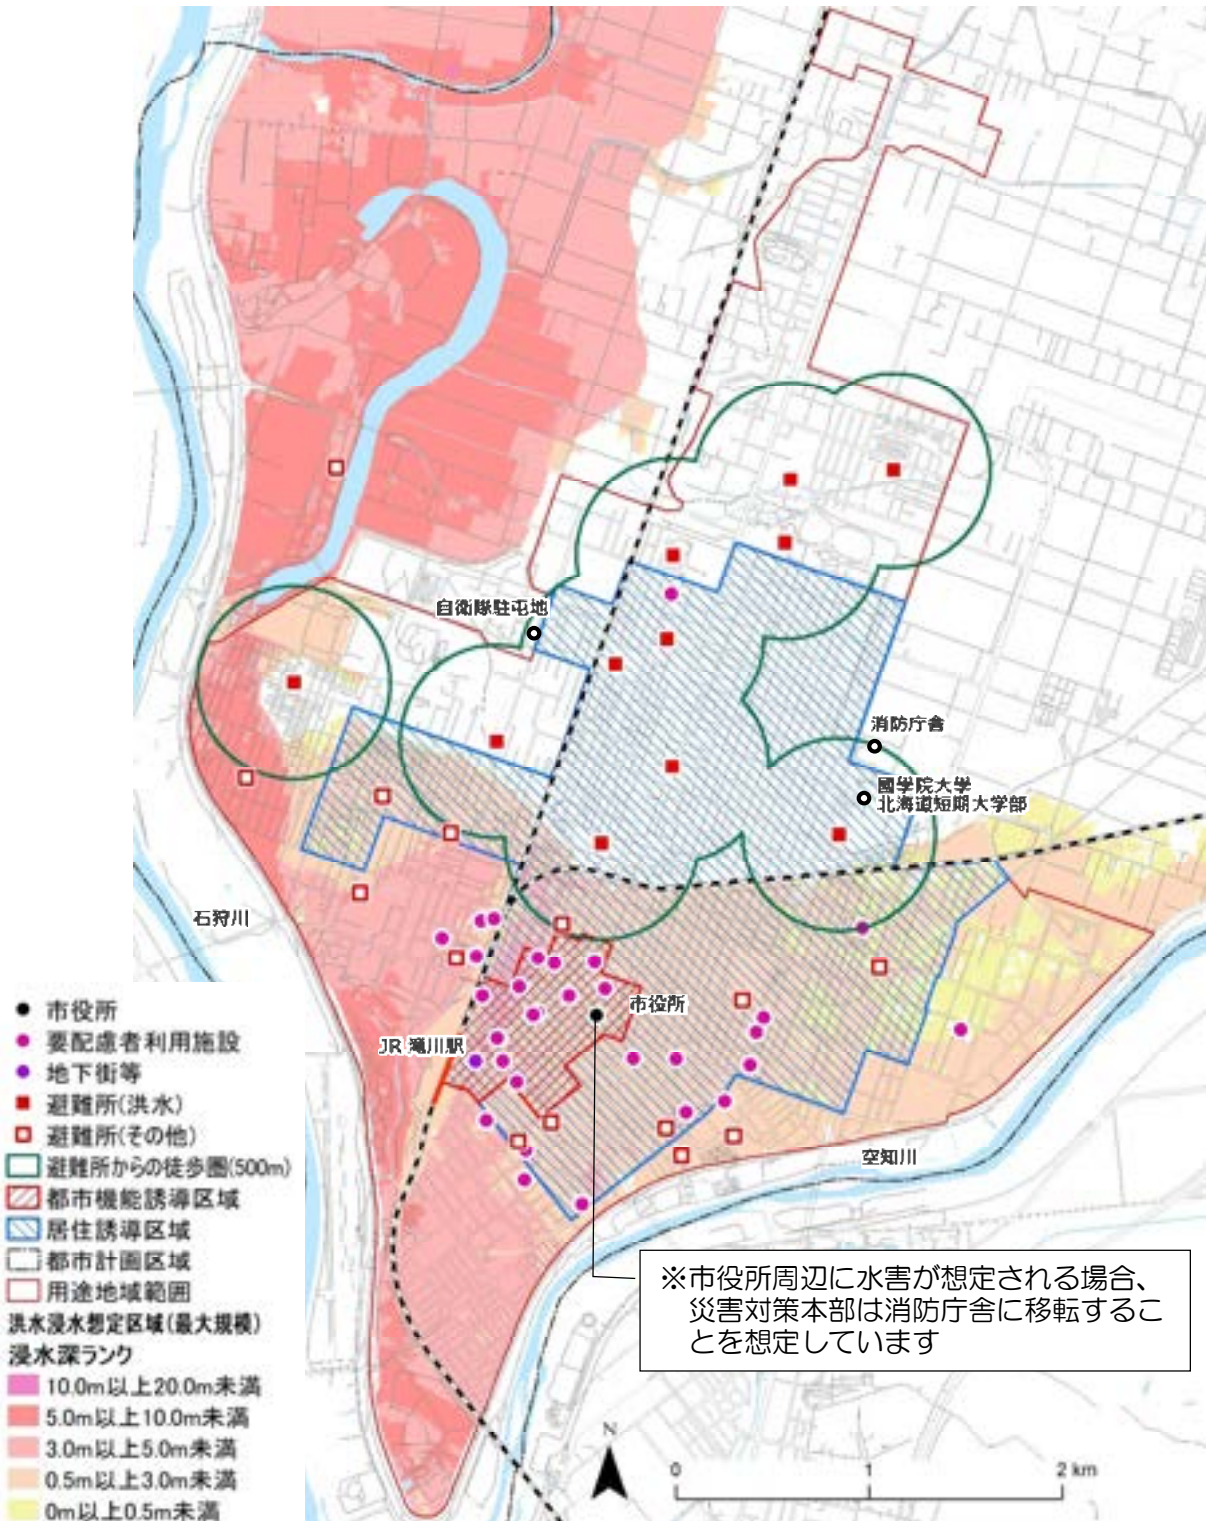 自衛隊駐屯地
消防庁舎
國学院大学
北海道短期大学部
石狩川
市役所
JR 滝川駅
空知川
市役所
要配慮者利用施設
地下街等
避難所(洪水)
避難所(その他)
避難所からの徒歩圏(500m)
都市機能誘導区域
居住誘導区域
都市計画区域
用途地域範囲
洪水浸水想定区域(最大規模)
浸水深ランク
10.0m以上20.0m未満
5.0m以上10.0m未満
3.0m以上5.0m未満
0.5m以上3.0m未満
0m以上0.5m未満
※市役所周辺に水害が想定される場合、
災害対策本部は消防庁舎に移転するこ
とを想定しています
N
0 1 2 km